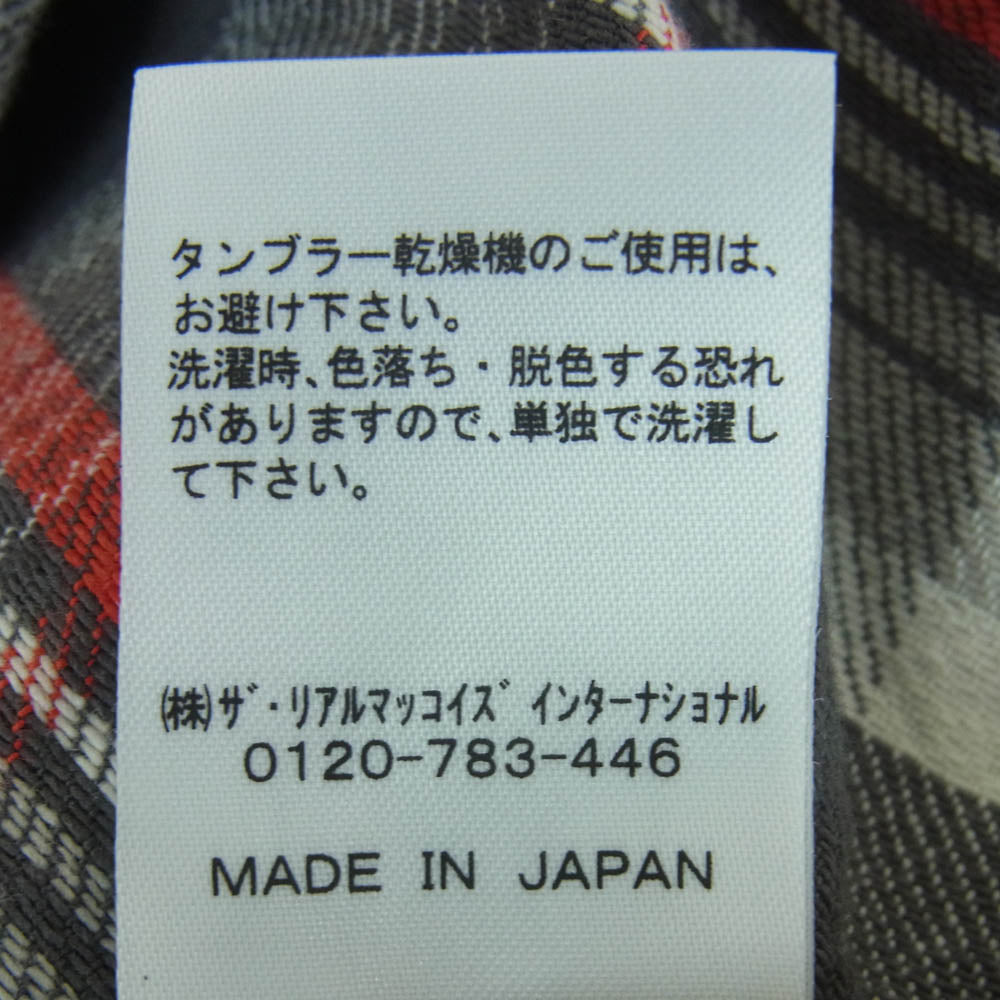 タンブラー乾燥機のご使用は、
お避け下さい。
洗濯時、色落ち・脱色する恐れ
がありますので、単独で洗濯し
て下さい。
㈱ｻﾞ･リアルマッコイズ インターナショナル
0120-783-446
MADE IN JAPAN